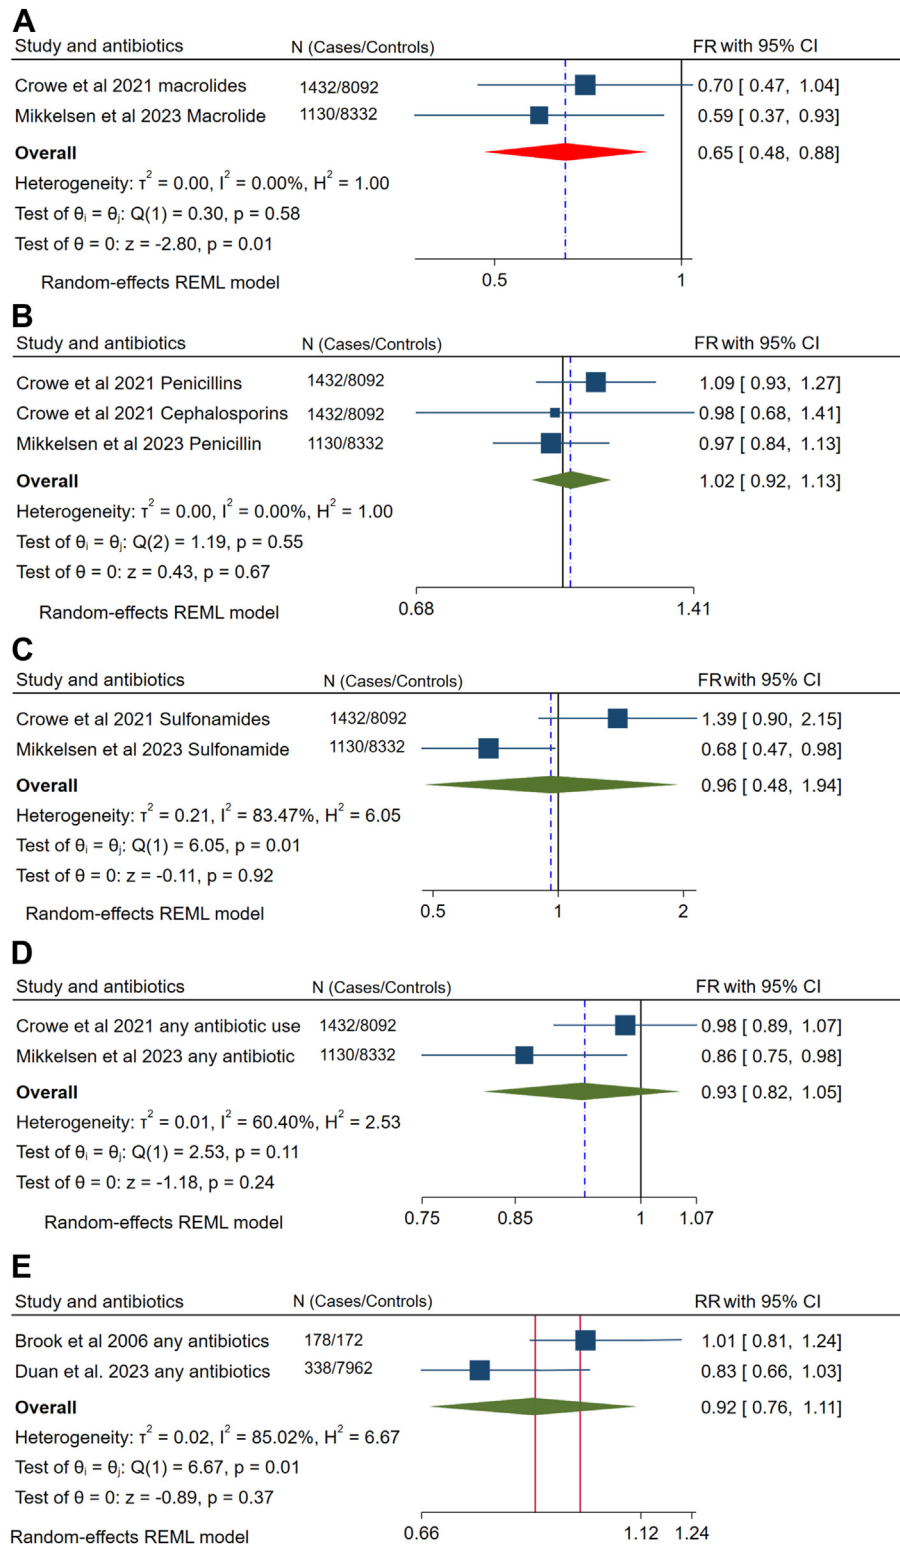 A
Study and antibiotics N (Cases/Controls) FR with 95% CI
Crowe et al 2021 macrolides 1432/8092 0.70 [ 0.47, 1.04]
Mikkelsen et al 2023 Macrolide 1130/8332 0.59 [ 0.37, 0.93]
Overall 0.65 [ 0.48, 0.88]
Heterogeneity: τ² = 0.00, I² = 0.00%, H² = 1.00
Test of θᵢ = θⱼ: Q(1) = 0.30, p = 0.58
Test of θ = 0: z = -2.80, p = 0.01
0.5 1
Random-effects REML model
B
Study and antibiotics N (Cases/Controls) FR with 95% CI
Crowe et al 2021 Penicillins 1432/8092 1.09 [ 0.93, 1.27]
Crowe et al 2021 Cephalosporins 1432/8092 0.98 [ 0.68, 1.41]
Mikkelsen et al 2023 Penicillin 1130/8332 0.97 [ 0.84, 1.13]
Overall 1.02 [ 0.92, 1.13]
Heterogeneity: τ² = 0.00, I² = 0.00%, H² = 1.00
Test of θᵢ = θⱼ: Q(2) = 1.19, p = 0.55
Test of θ = 0: z = 0.43, p = 0.67
0.68 1.41
Random-effects REML model
C
Study and antibiotics N (Cases/Controls) FR with 95% CI
Crowe et al 2021 Sulfonamides 1432/8092 1.39 [ 0.90, 2.15]
Mikkelsen et al 2023 Sulfonamide 1130/8332 0.68 [ 0.47, 0.98]
Overall 0.96 [ 0.48, 1.94]
Heterogeneity: τ² = 0.21, I² = 83.47%, H² = 6.05
Test of θᵢ = θⱼ: Q(1) = 6.05, p = 0.01
Test of θ = 0: z = -0.11, p = 0.92
0.5 1 2
Random-effects REML model
D
Study and antibiotics N (Cases/Controls) FR with 95% CI
Crowe et al 2021 any antibiotic use 1432/8092 0.98 [ 0.89, 1.07]
Mikkelsen et al 2023 any antibiotic 1130/8332 0.86 [ 0.75, 0.98]
Overall 0.93 [ 0.82, 1.05]
Heterogeneity: τ² = 0.01, I² = 60.40%, H² = 2.53
Test of θᵢ = θⱼ: Q(1) = 2.53, p = 0.11
Test of θ = 0: z = -1.18, p = 0.24
0.75 0.85 1 1.07
Random-effects REML model
E
Study and antibiotics N (Cases/Controls) RR with 95% CI
Brook et al 2006 any antibiotics 178/172 1.01 [ 0.81, 1.24]
Duan et al. 2023 any antibiotics 338/7962 0.83 [ 0.66, 1.03]
Overall 0.92 [ 0.76, 1.11]
Heterogeneity: τ² = 0.02, I² = 85.02%, H² = 6.67
Test of θᵢ = θⱼ: Q(1) = 6.67, p = 0.01
Test of θ = 0: z = -0.89, p = 0.37
0.66 1.12 1.24
Random-effects REML model